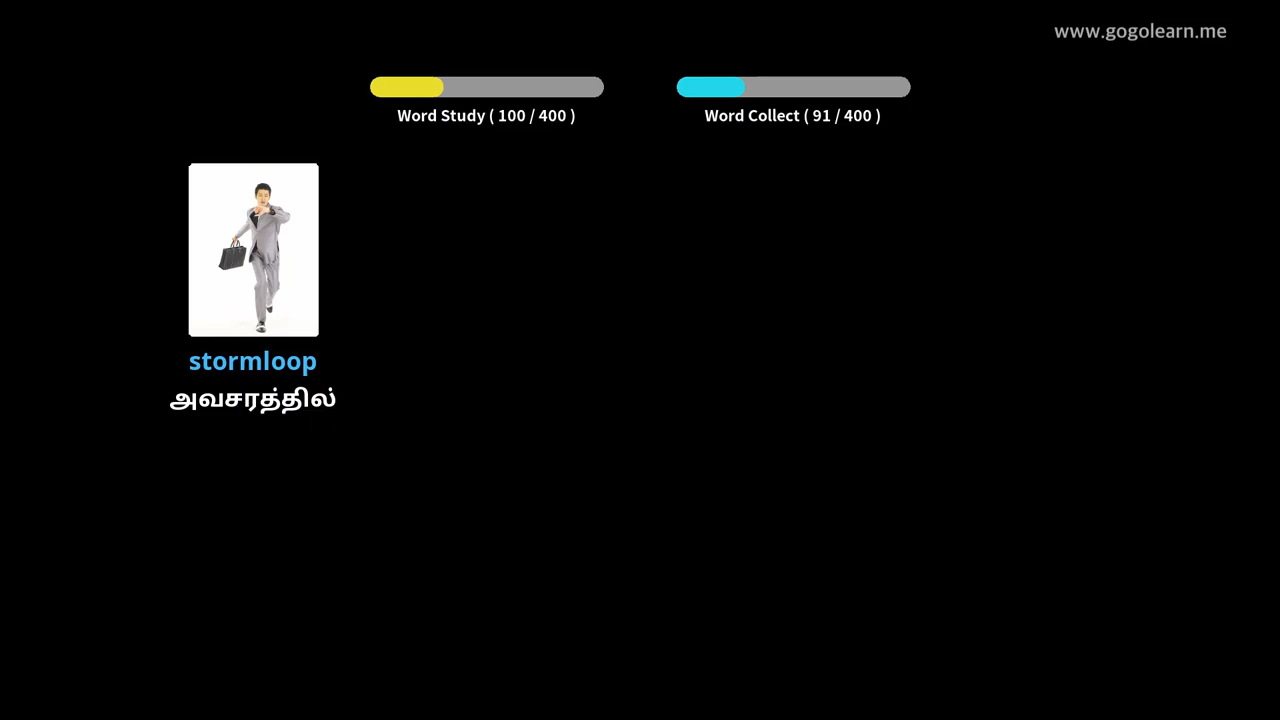 www.gogolearn.me
Word Study ( 100 / 400 )
Word Collect ( 91 / 400 )
stormloop
அவசரத்தில்